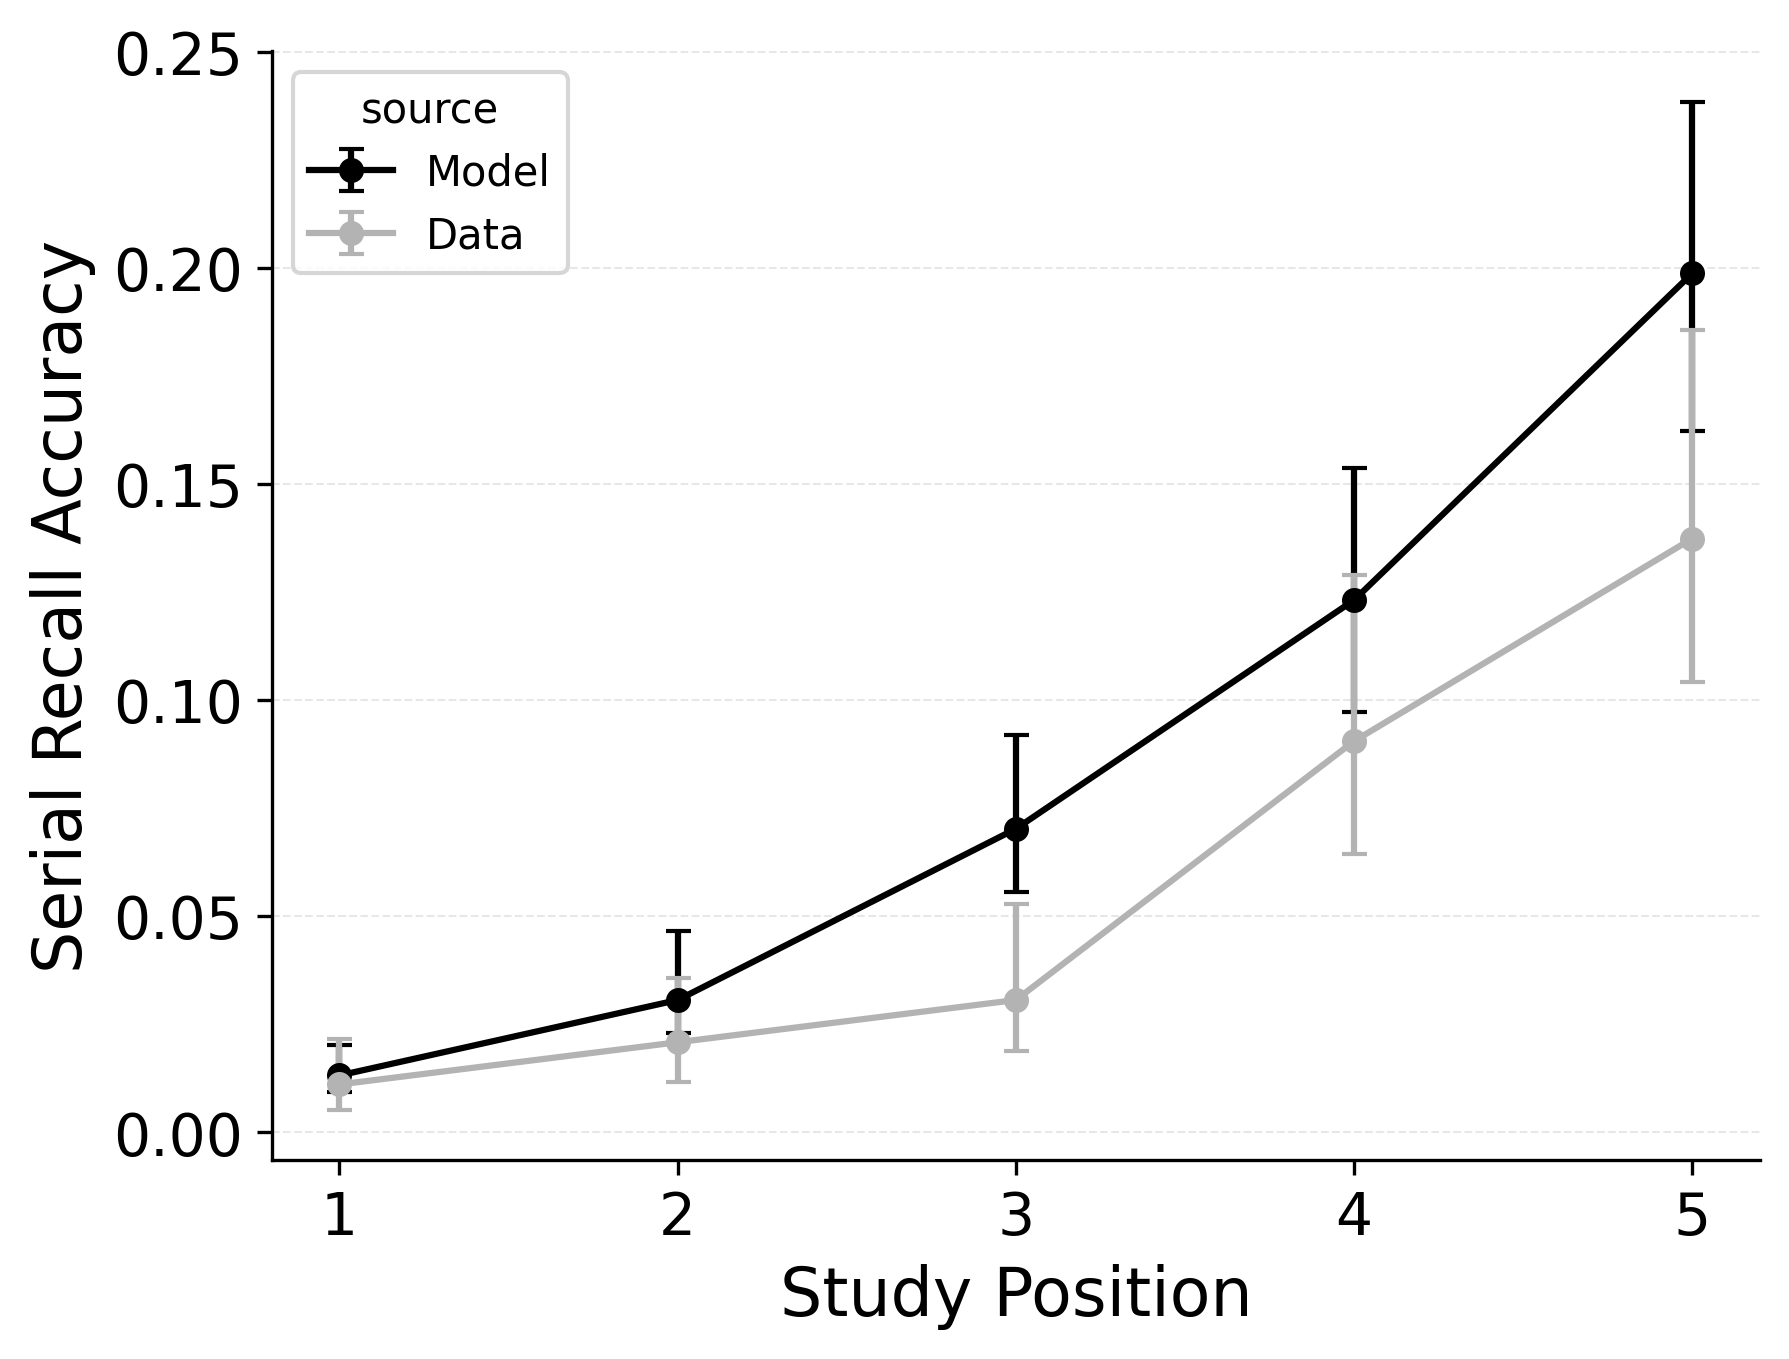 source
Model
Data
0.25
0.20
0.15
0.10
0.05
0.00
Serial Recall Accuracy
1 2 3 4 5
Study Position